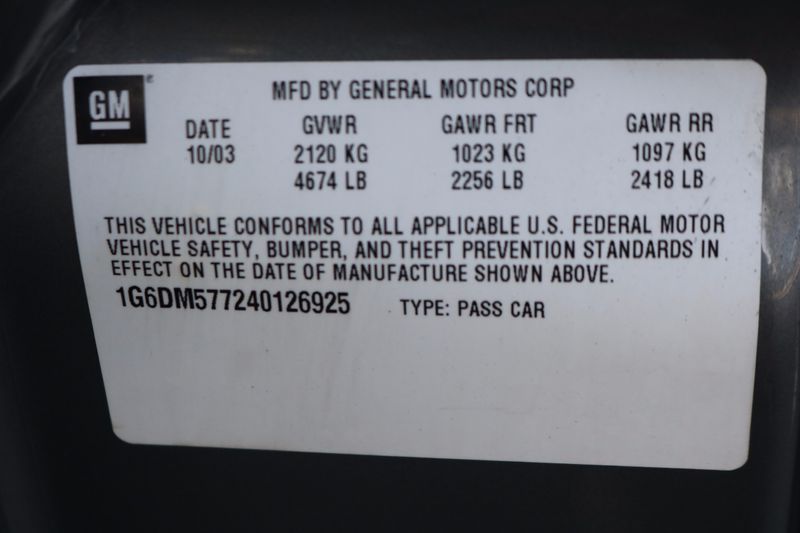 GM
MFD BY GENERAL MOTORS CORP
DATE GVWR GAWR FRT GAWR RR
10/03 2120 KG 1023 KG 1097 KG
4674 LB 2256 LB 2418 LB
THIS VEHICLE CONFORMS TO ALL APPLICABLE U.S. FEDERAL MOTOR
VEHICLE SAFETY, BUMPER, AND THEFT PREVENTION STANDARDS IN
EFFECT ON THE DATE OF MANUFACTURE SHOWN ABOVE.
1G6DM577240126925 TYPE: PASS CAR